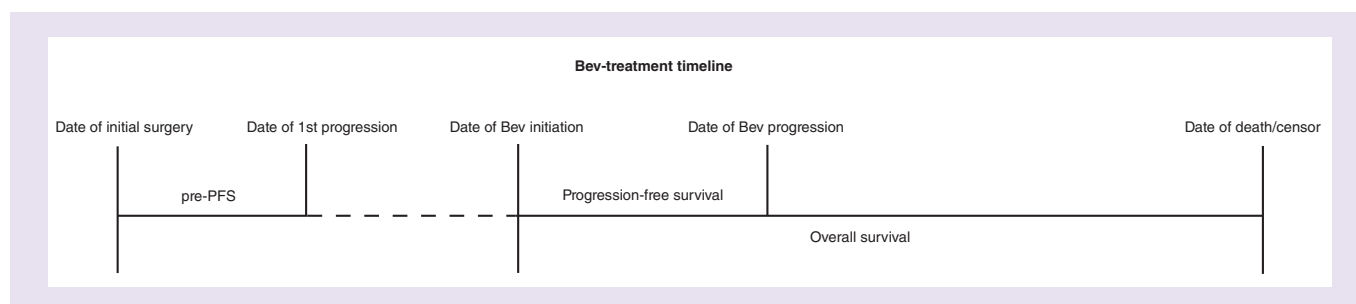 Bev-treatment timeline
Date of initial surgery
Date of 1st progression
Date of Bev initiation
Date of Bev progression
Date of death/censor
pre-PFS
Progression-free survival
Overall survival